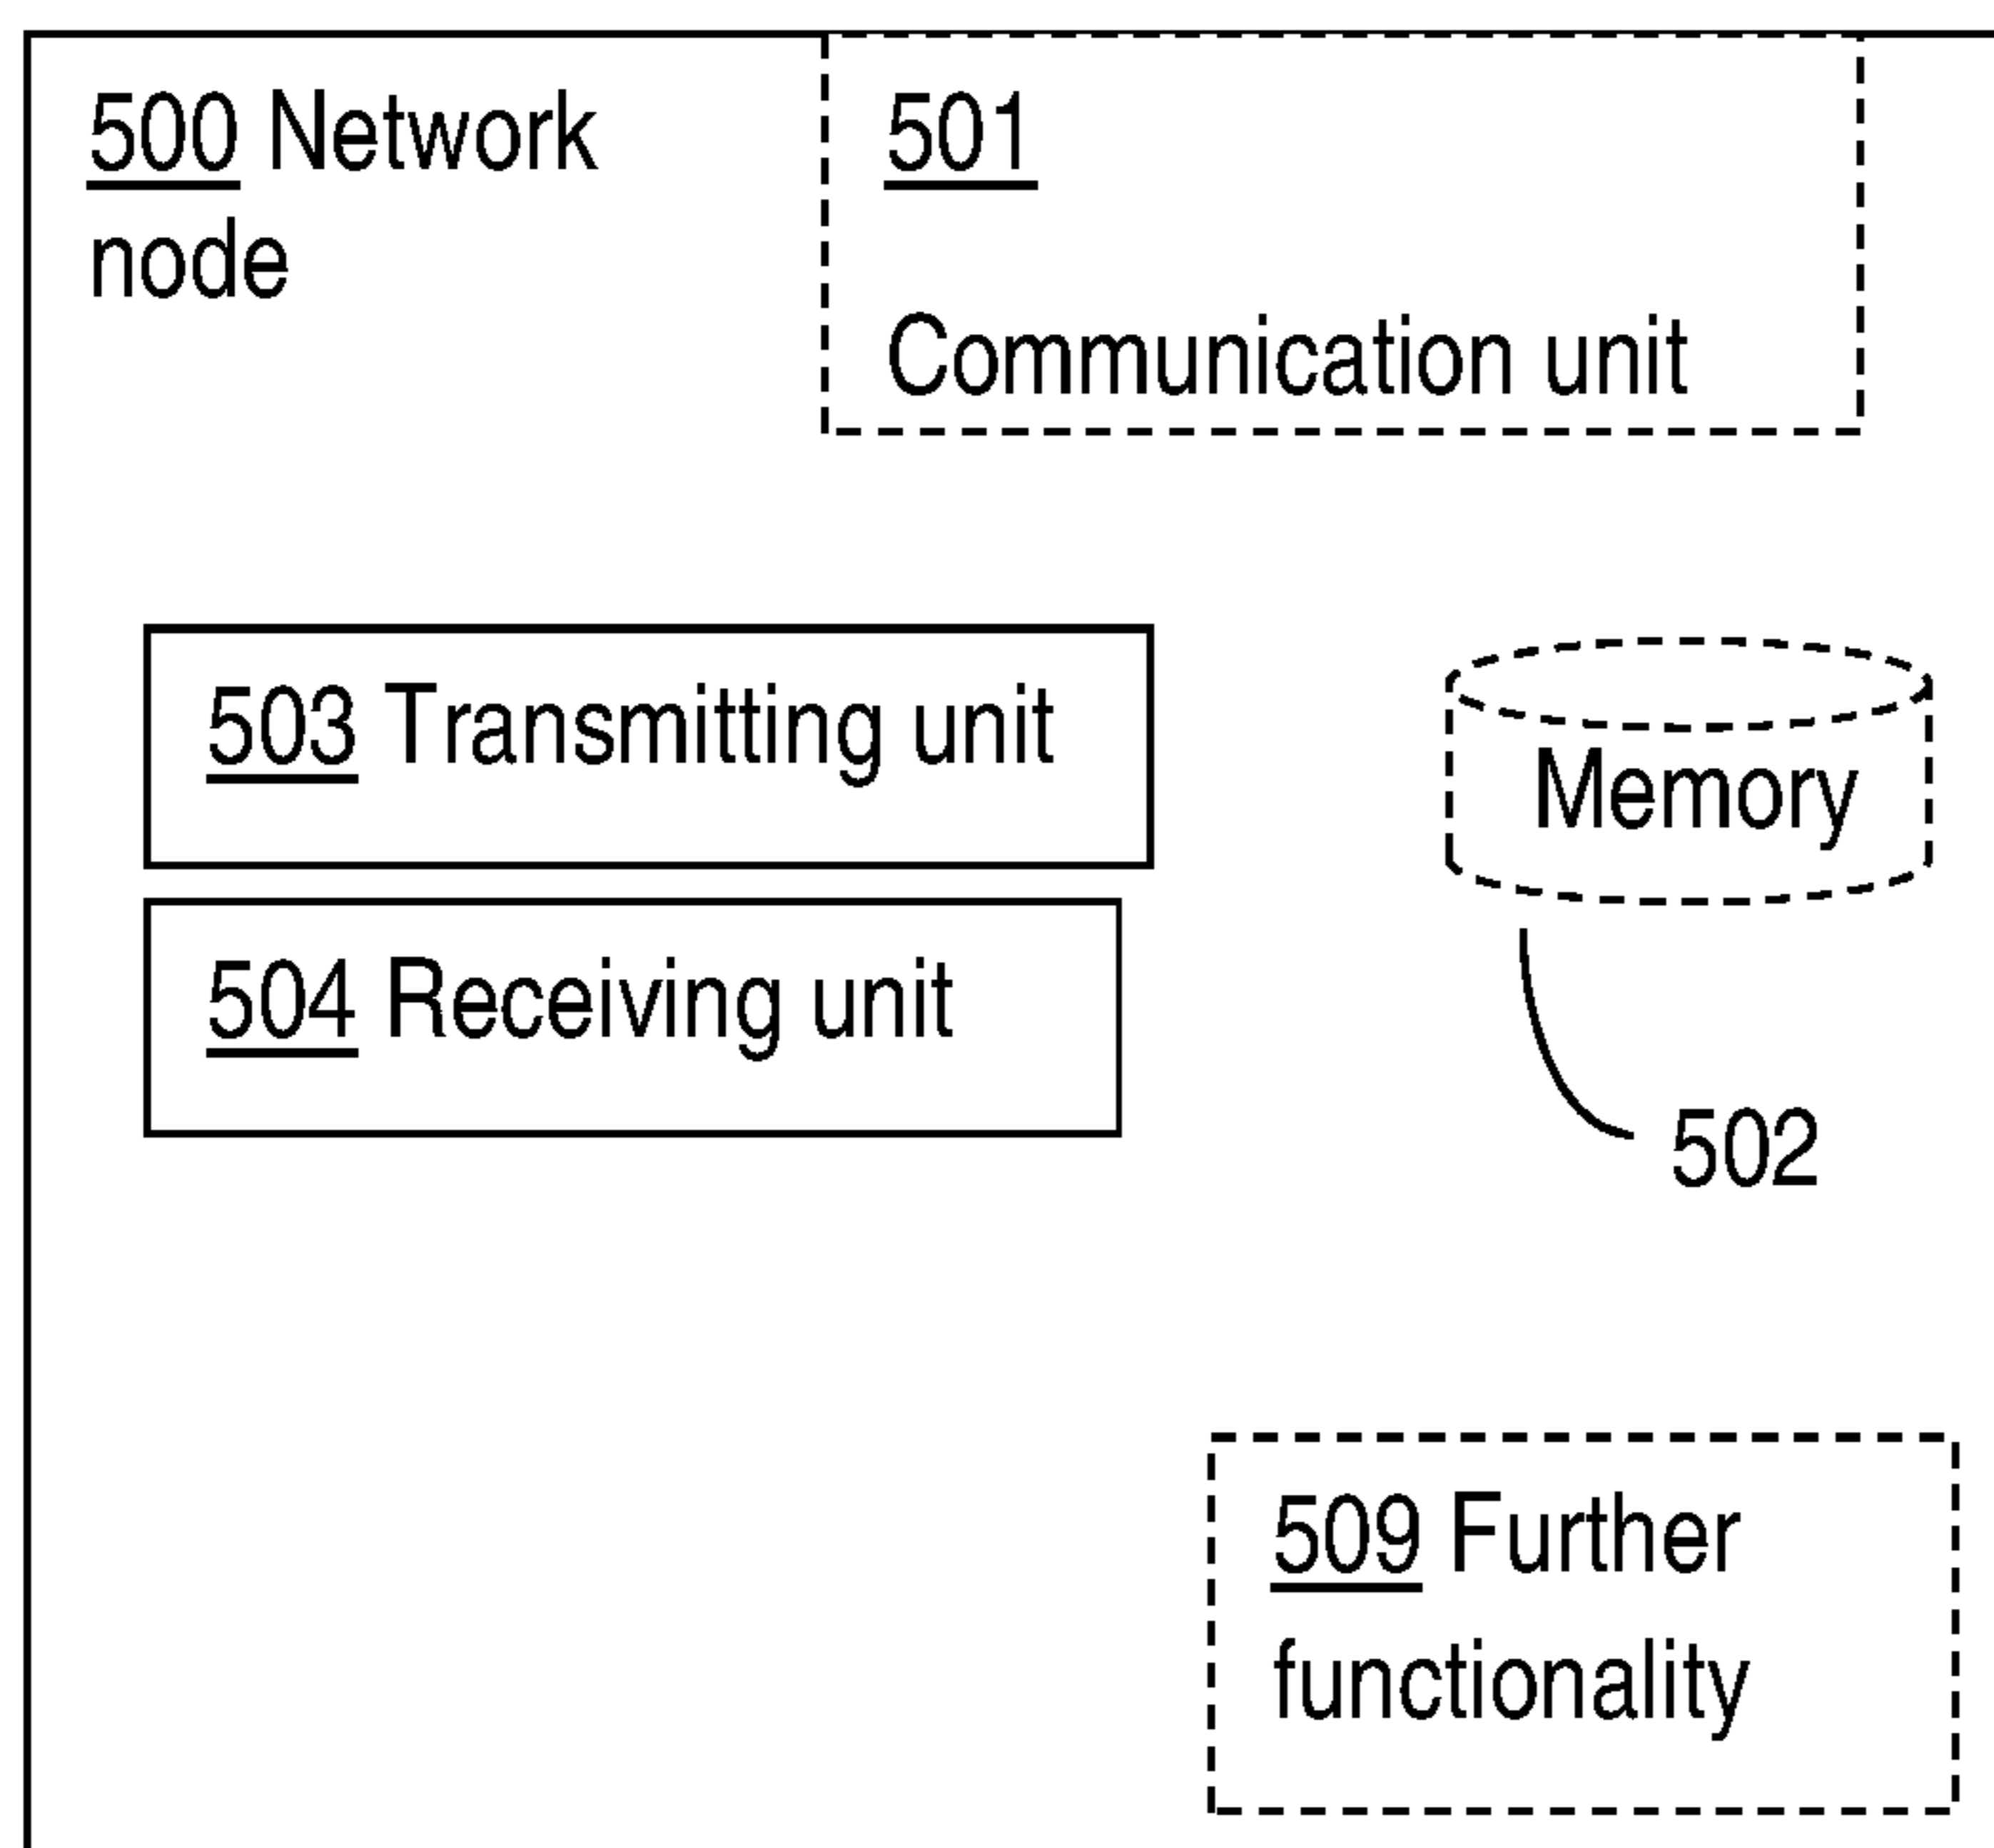 500 Network
node
501
Communication unit
503 Transmitting unit
Memory
504 Receiving unit
502
509 Further
functionality